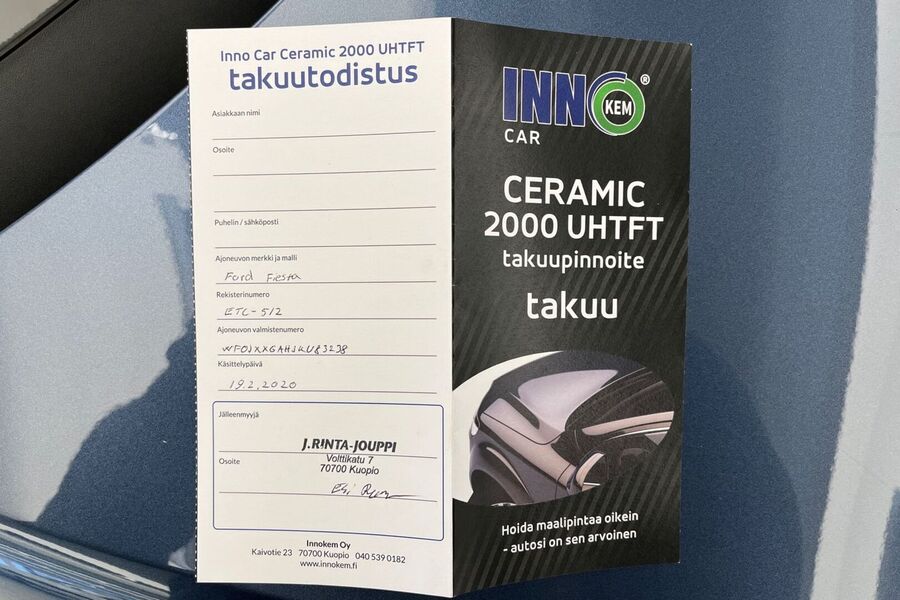 Inno Car Ceramic 2000 UHTFT
takuutodistus
Asiakkaan nimi
Osoite
Puhelin / sähköposti
Ajoneuvon merkki ja malli
Ford Fiesta
Rekisterinumero
ETC-512
Ajoneuvon valmistenumero
Käsittelypäivä
19.2.2020
Jälleenmyyjä
J.RINTA-JOUPPI
Volttikatu 7
70700 Kuopio
Osoite
Innokem Oy
Kaivotie 23 70700 Kuopio 040 539 0182
www.innokem.fi
INNO KEM ®
CAR
CERAMIC
2000 UHTFT
takuupinnoite
takuu
Hoida maalipintaa oikein
- autosi on sen arvoinen